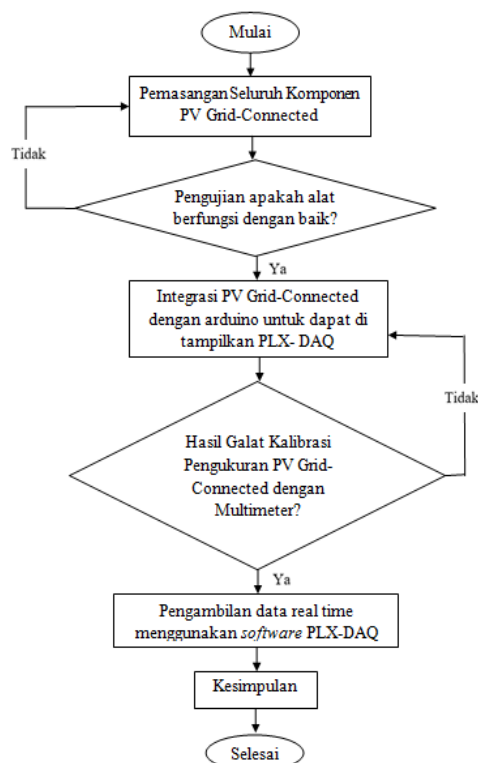 Mulai
Pemasangan Seluruh Komponen
PV Grid-Connected
Tidak
Pengujian apakah alat
berfungsi dengan baik?
Ya
Integrasi PV Grid-Connected
dengan arduino untuk dapat di
tampilkan PLX- DAQ
Tidak
Hasil Galat Kalibrasi
Pengukuran PV Grid-
Connected dengan
Multimeter?
Ya
Pengambilan data real time
menggunakan software PLX-DAQ
Kesimpulan
Selesai